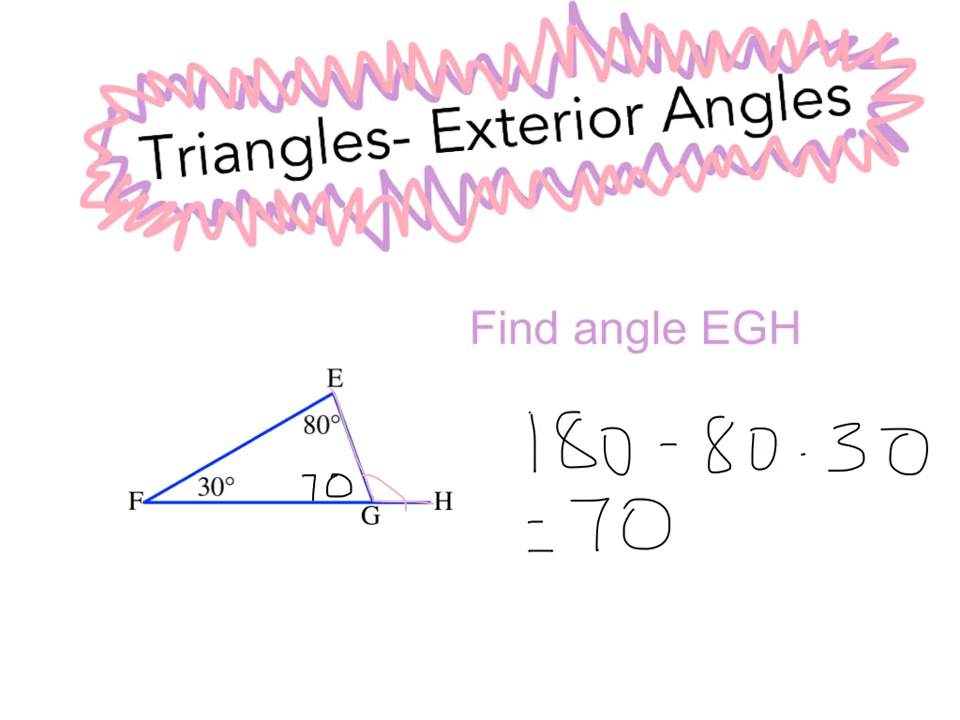 Triangles- Exterior Angles
Find angle EGH
E
80°
30°
70
F
G
H
180 - 80 · 30
= 70